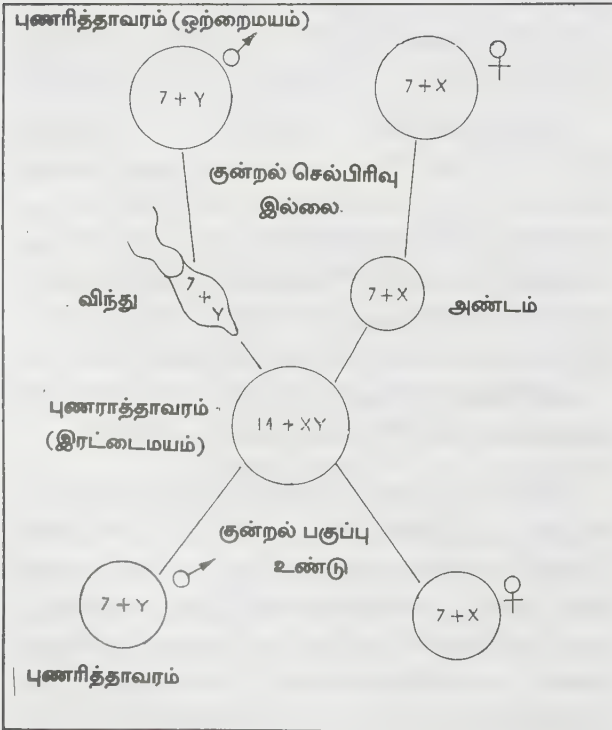 புணரித்தாவரம் (ஒற்றைமயம்)
7 + Y
7 + X
குன்றல் செல்பிரிவு
இல்லை.
விந்து
7 + Y
7 + X
அண்டம்
புணராத்தாவரம்
(இரட்டைமயம்)
14 + XY
குன்றல் பகுப்பு
உண்டு
7 + Y
7 + X
புணரித்தாவரம்